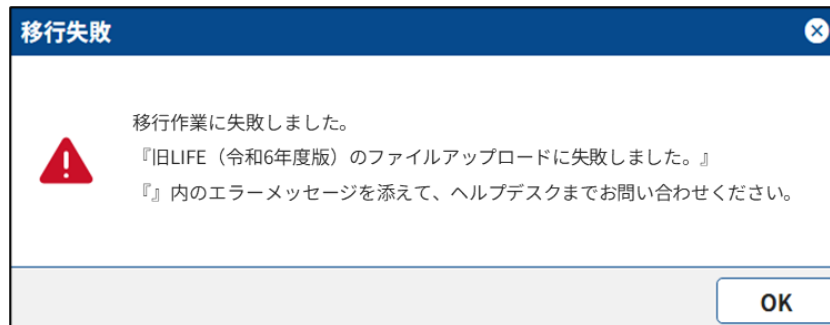 移行失敗
移行作業に失敗しました。
『旧LIFE（令和6年度版）のファイルアップロードに失敗しました。』
『』内のエラーメッセージを添えて、ヘルプデスクまでお問い合わせください。
OK